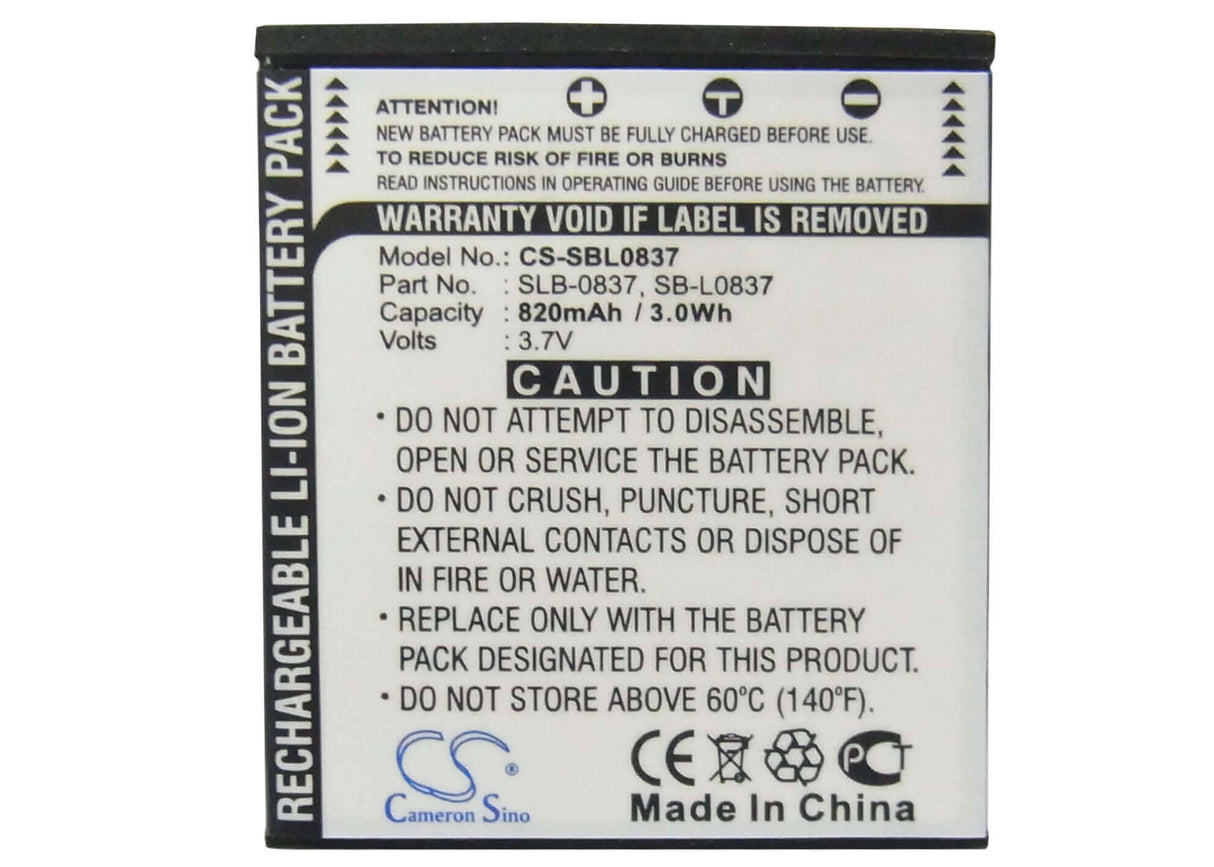 RECHARGEABLE LI-ION BATTERY PACK
ATTENTION! + T −
NEW BATTERY PACK MUST BE FULLY CHARGED BEFORE USE.
TO REDUCE RISK OF FIRE OR BURNS
READ INSTRUCTIONS IN OPERATING GUIDE BEFORE USING THE BATTERY.
WARRANTY VOID IF LABEL IS REMOVED
Model No.: CS-SBL0837
Part No. : SLB-0837, SB-L0837
Capacity : 820mAh / 3.0Wh
Volts : 3.7V
CAUTION
• DO NOT ATTEMPT TO DISASSEMBLE,
OPEN OR SERVICE THE BATTERY PACK.
• DO NOT CRUSH, PUNCTURE, SHORT
EXTERNAL CONTACTS OR DISPOSE OF
IN FIRE OR WATER.
• REPLACE ONLY WITH THE BATTERY
PACK DESIGNATED FOR THIS PRODUCT.
• DO NOT STORE ABOVE 60°C (140°F).
CS®
Cameron Sino
CE PCT
Made In China